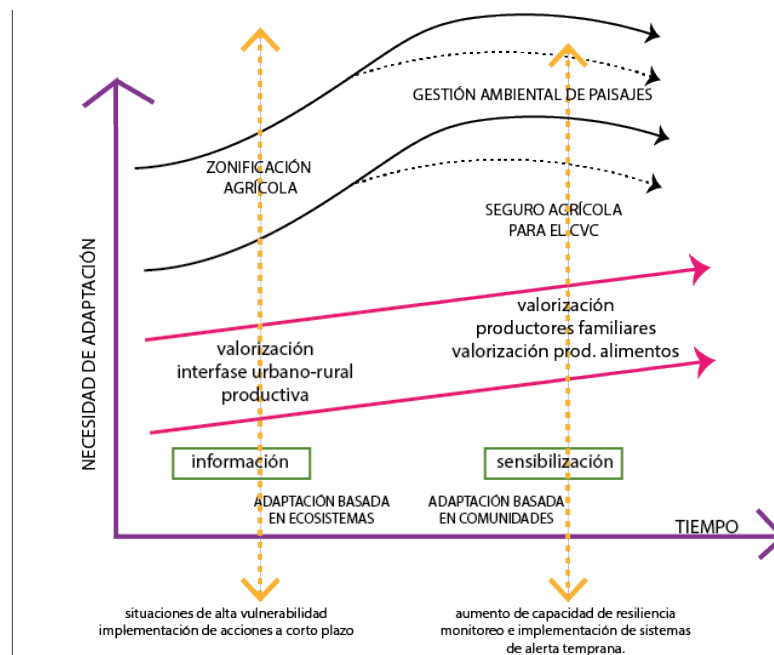 ZONIFICACIÓN
AGRÍCOLA
GESTIÓN AMBIENTAL DE PAISAJES
SEGURO AGRÍCOLA
PARA EL CVC
NECESIDAD DE ADAPTACIÓN
valorización
interfase urbano-rural
productiva
valorización
productores familiares
valorización prod. alimentos
información
sensibilización
ADAPTACIÓN BASADA
EN ECOSISTEMAS
ADAPTACIÓN BASADA
EN COMUNIDADES
TIEMPO
situaciones de alta vulnerabilidad
implementación de acciones a corto plazo
aumento de capacidad de resiliencia
monitoreo e implementación de sistemas
de alerta temprana.